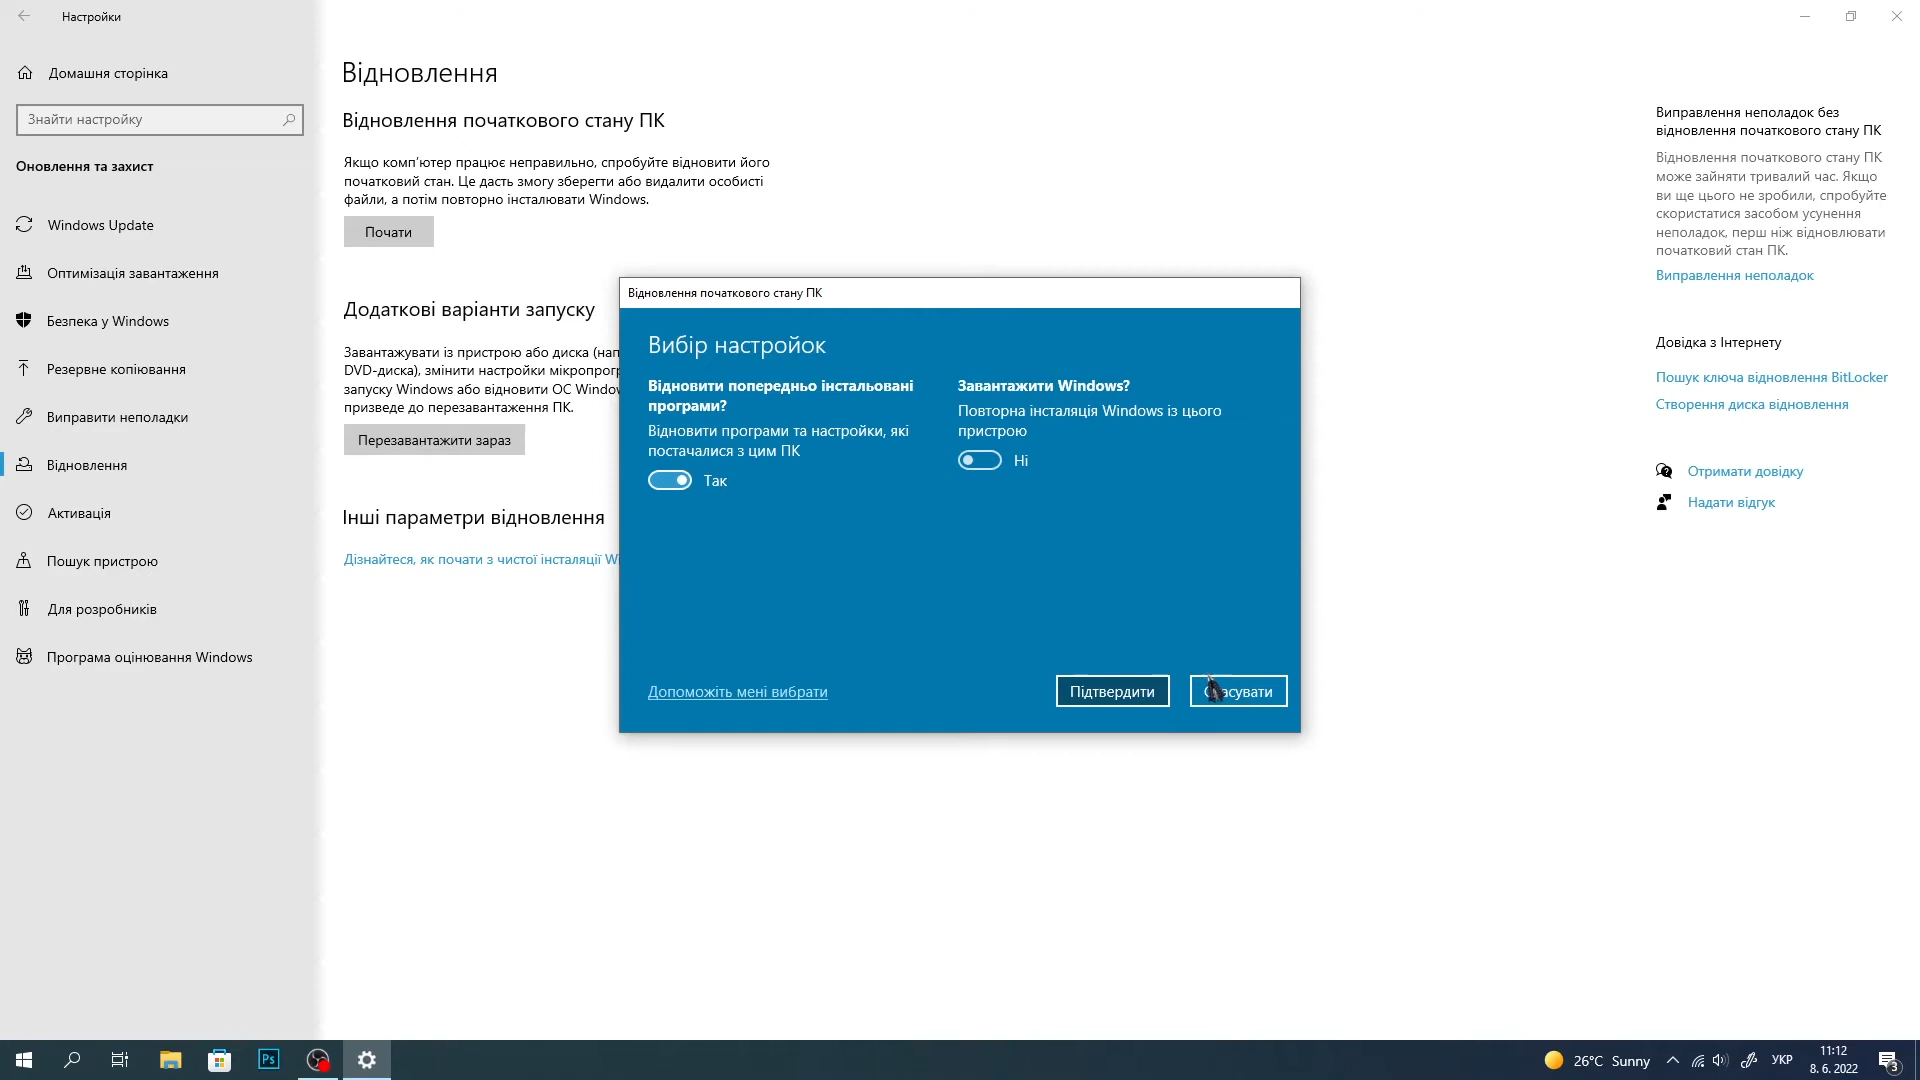 Настройки
Домашня сторінка
Знайти настройку
Оновлення та захист
Windows Update
Оптимізація завантаження
Безпека у Windows
Резервне копіювання
Виправити неполадки
Відновлення
Активація
Пошук пристрою
Для розробників
Програма оцінювання Windows
Відновлення
Відновлення початкового стану ПК
Якщо комп’ютер працює неправильно, спробуйте відновити його
початковий стан. Це дасть змогу зберегти або видалити особисті
файли, а потім повторно інсталювати Windows.
Почати
Додаткові варіанти запуску
Завантажувати із пристрою або диска
DVD-диска), змінити настройки
запуску Windows або відновити ОС
призведе до перезавантаження ПК.
Перезавантажити зараз
Інші параметри відновлення
Дізнайтеся, як почати з чистої інсталяції
Відновлення початкового стану ПК
Вибір настройок
Відновити попередньо інстальовані
програми?
Відновити програми та настройки, які
постачалися з цим ПК
Так
Завантажити Windows?
Повторна інсталяція Windows із цього
пристрою
Ні
Допоможіть мені вибрати
Підтвердити
Виправлення неполадок без
відновлення початкового стану ПК
Відновлення початкового стану ПК
може зайняти тривалий час. Якщо
ви ще цього не зробили, спробуйте
скористатися засобом усунення
неполадок, перш ніж відновлювати
початковий стан ПК.
Виправлення неполадок
Довідка з Інтернету
Пошук ключа відновлення BitLocker
Створення диска відновлення
Отримати довідку
Надати відгук
Ps
26°C Sunny
УКР
11:12
8. 6. 2022
3